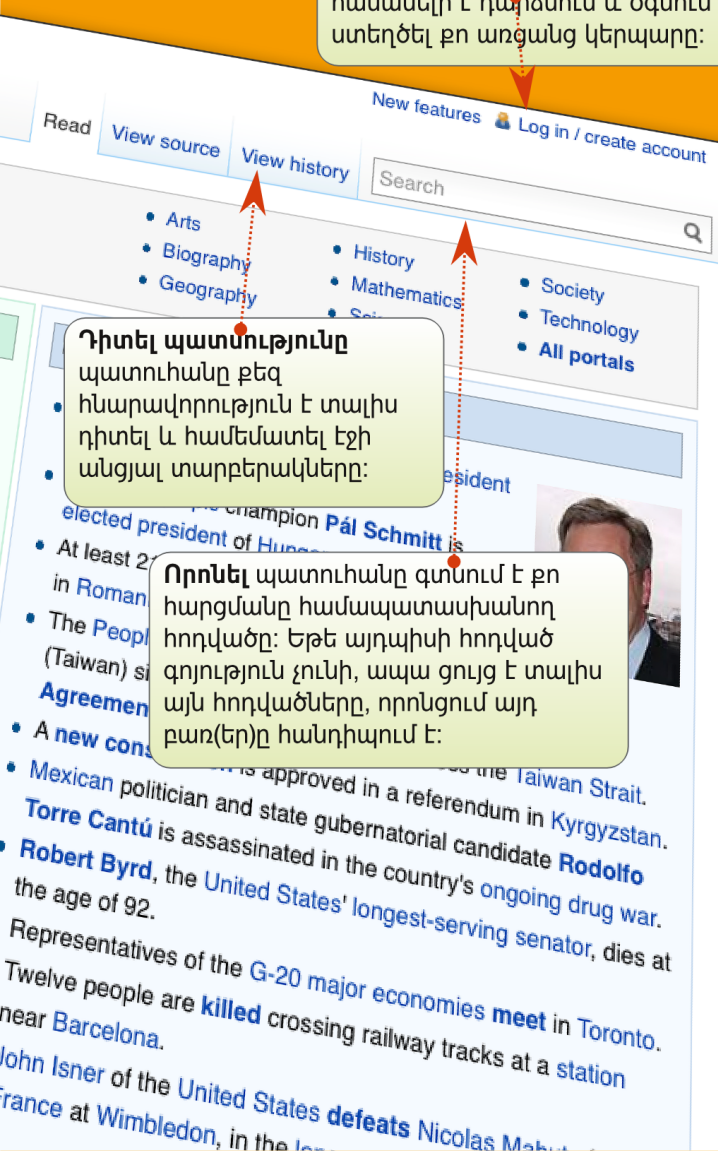 հասանելի է դարձնում և օգնում
ստեղծել քո առցանց կերպարը:
New features Log in / create account
Read View source View history
Search
Arts
Biography
Geography
History
Mathematics
Society
Technology
All portals
Դիտել պատմությունը
պատուհանը քեզ
հնարավորություն է տալիս
դիտել և համեմատել էջի
անցյալ տարբերակները:
champion Pál Schmitt is
elected president of
At least
in
The
(Taiwan)
Որոնել պատուհանը գտնում է քո
հարցմանը համապատասխանող
հոդվածը: Եթե այդպիսի հոդված
գոյություն չունի, ապա ցույց է տալիս
այն հոդվածները, որոնցում այդ
բառ(եր)ը հանդիպում է:
the Taiwan Strait.
A new is approved in a referendum in Kyrgyzstan.
Mexican politician and state gubernatorial candidate Rodolfo
Torre Cantú is assassinated in the country's ongoing drug war.
Robert Byrd, the United States' longest-serving senator, dies at
the age of 92.
Representatives of the G-20 major economies meet in Toronto.
Twelve people are killed crossing railway tracks at a station
near Barcelona.
John Isner of the United States defeats Nicolas
France at Wimbledon, in the